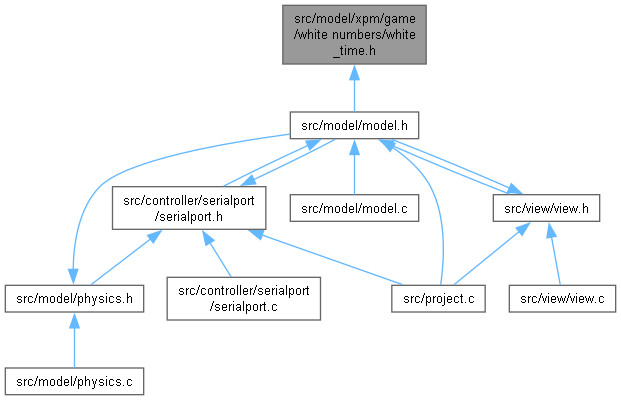 src/model/xpm/game
/white numbers/white
_time.h
src/model/model.h
src/controller/serialport
/serialport.h
src/model/model.c
src/view/view.h
src/model/physics.h
src/controller/serialport
/serialport.c
src/project.c
src/view/view.c
src/model/physics.c